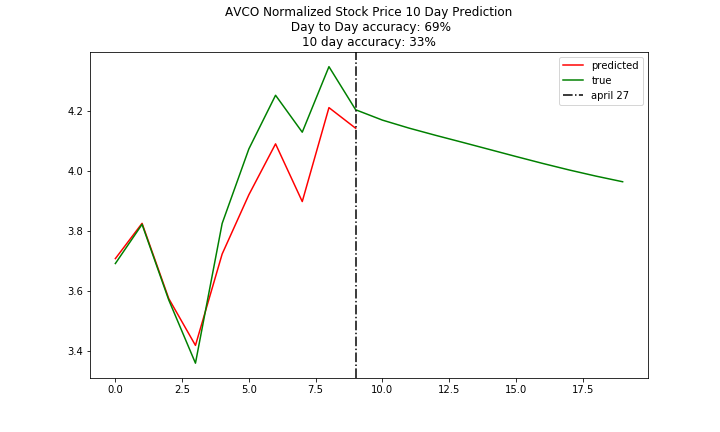 AVCO Normalized Stock Price 10 Day Prediction
Day to Day accuracy: 69%
10 day accuracy: 33%
predicted
true
april 27
4.2
4.0
3.8
3.6
3.4
0.0 2.5 5.0 7.5 10.0 12.5 15.0 17.5